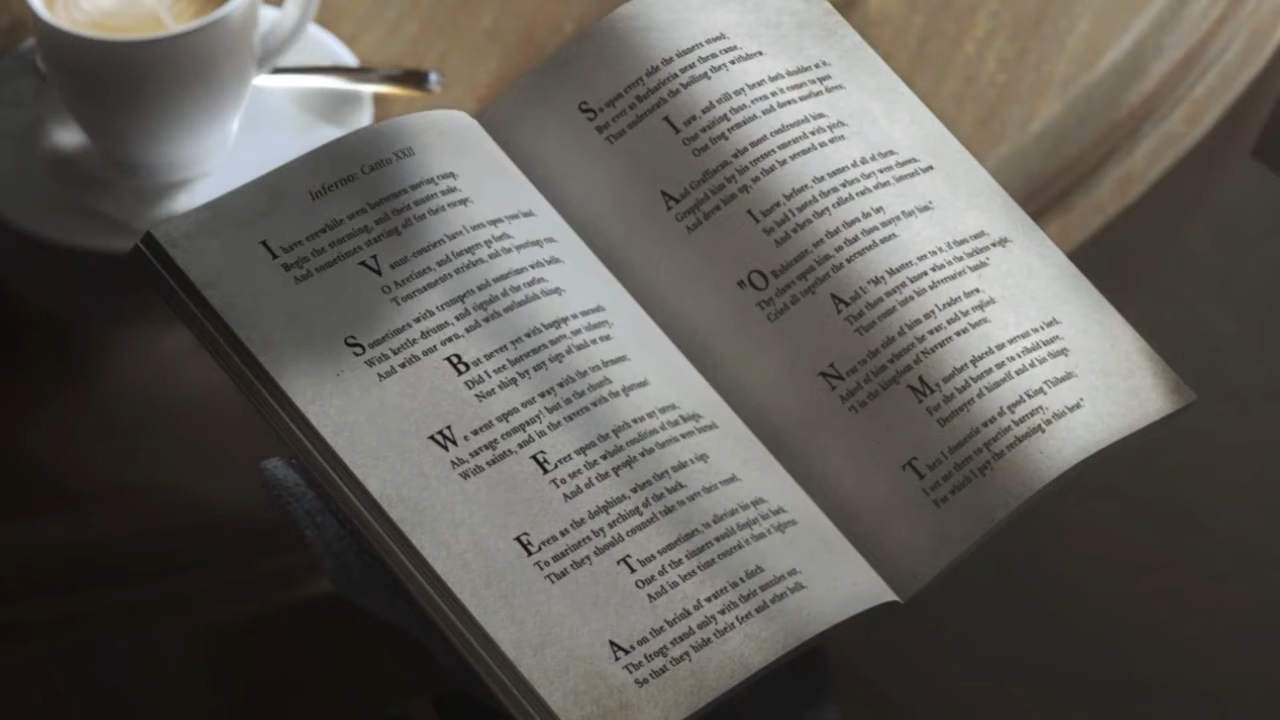 Inferno: Canto XXII
I have erewhile seen horsemen moving camp,
Begin the storming, and their muster make,
And sometimes starting off for their escape;
Vaunt-couriers have I seen upon your land,
O Aretines, and foragers go forth,
Tournaments stricken, and the joustings run,
Sometimes with trumpets and sometimes with bells,
With kettle-drums, and signals of the castles,
And with our own, and with outlandish things,
But never yet with bagpipe so uncouth
Did I see horsemen move, nor infantry,
Nor ship by any sign of land or star.
We went upon our way with the ten demons;
Ah, savage company! but in the church
With saints, and in the tavern with the gluttons!
Ever upon the pitch was my intent,
To see the whole condition of that Bolgia,
And of the people who therein were burned
Even as the dolphins, when they make a sign
To mariners by arching of the back,
That they should counsel take to save their vessel,
Thus sometimes, to alleviate his pain,
One of the sinners would display his back,
And in less time conceal it than it lightens
As on the brink of water in a ditch
The frogs stand only with their muzzles out,
So that they hide their feet and other bulk.
So upon every side the sinners stood;
But ever as Barbariccia near them came,
Thus underneath the boiling they withdrew.
I saw, and still my heart doth shudder at it,
One waiting thus, even as it comes to pass
One frog remains, and down another dives;
And Graffiacan, who most confronted him,
Grappled him by his tresses smeared with pitch,
And drew him up, so that he seemed an otter
I knew, before, the names of all of them,
So had I noted them when they were chosen,
And when they called each other, listened how
"O Rubicante, see that thou do lay
Thy claws upon him, so that thou mayst flay him,"
Cried all together the accursed ones.
And I: "My Master, see to it, if thou canst,
That thou mayst know who is the luckless wight,
Thus come into his adversaries' hands."
Near to the side of him my Leader drew,
Asked of him whence he was; and he replied:
"I in the kingdom of Navarre was born;
My mother placed me servant to a lord,
For she had borne me to a ribald knave,
Destroyer of himself and of his things.
Then I domestic was of good King Thibault;
I set me there to practise barratry,
For which I pay the reckoning in this heat."